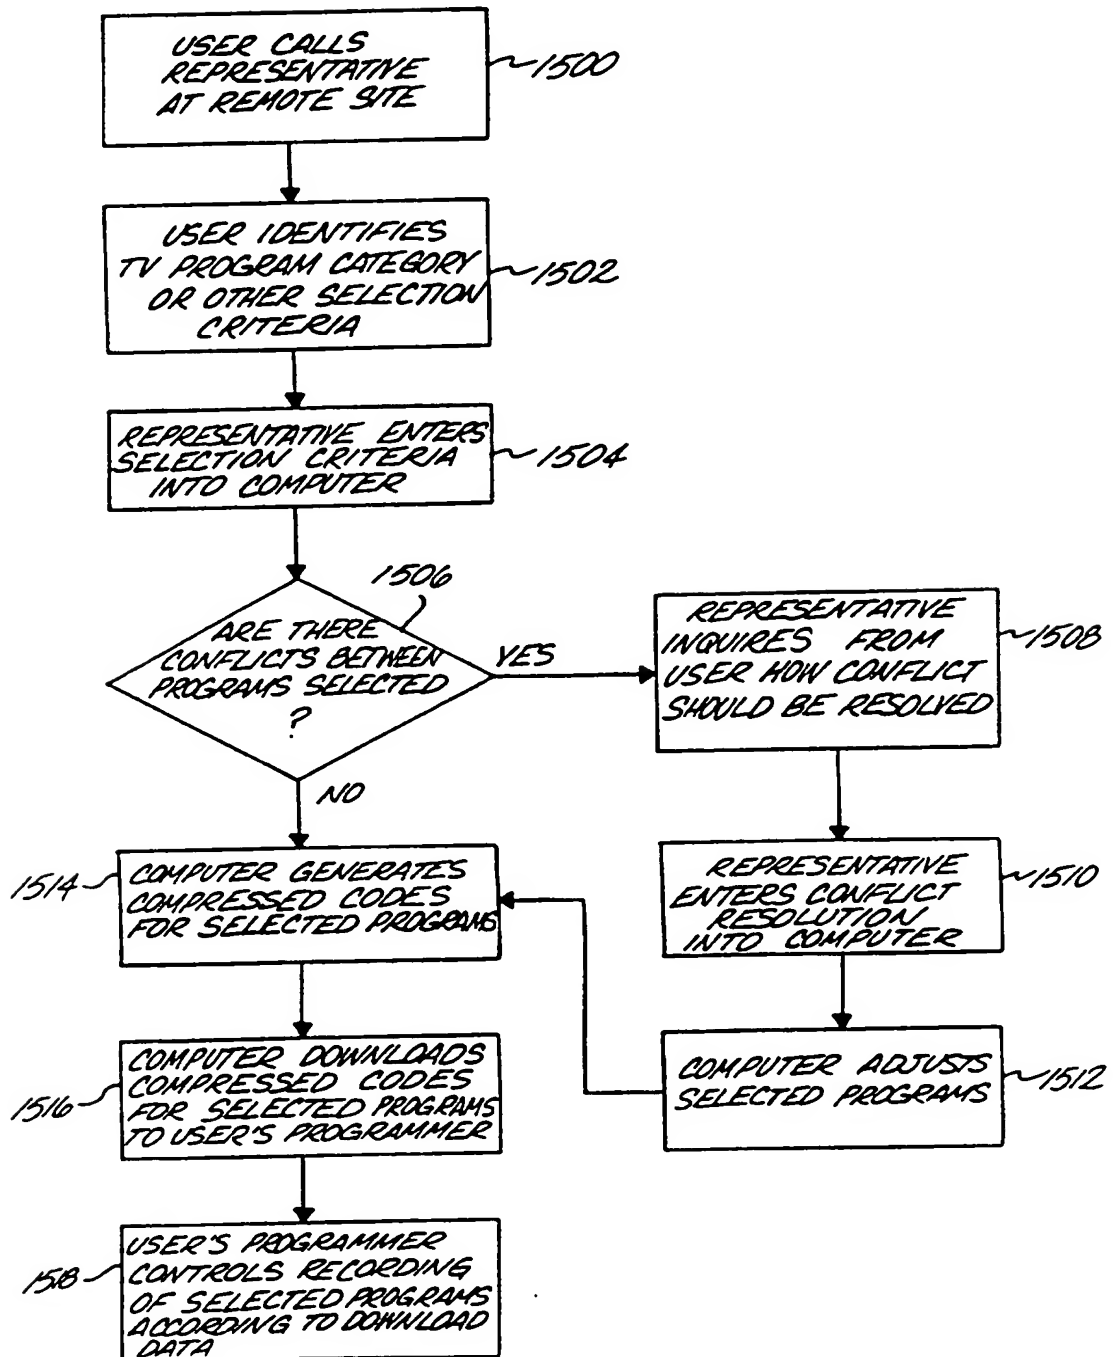 USER CALLS
REPRESENTATIVE
AT REMOTE SITE
1500
USER IDENTIFIES
TV PROGRAM CATEGORY
OR OTHER SELECTION
CRITERIA
1502
REPRESENTATIVE ENTERS
SELECTION CRITERIA
INTO COMPUTER
1504
1506
ARE THERE
CONFLICTS BETWEEN
PROGRAMS SELECTED
?
YES
NO
REPRESENTATIVE
INQUIRES FROM
USER HOW CONFLICT
SHOULD BE RESOLVED
1508
REPRESENTATIVE
ENTERS CONFLICT
RESOLUTION
INTO COMPUTER
1510
COMPUTER ADJUSTS
SELECTED PROGRAMS
1512
1514
COMPUTER GENERATES
COMPRESSED CODES
FOR SELECTED PROGRAMS
1516
COMPUTER DOWNLOADS
COMPRESSED CODES
FOR SELECTED PROGRAMS
TO USER'S PROGRAMMER
1518
USER'S PROGRAMMER
CONTROLS RECORDING
OF SELECTED PROGRAMS
ACCORDING TO DOWNLOAD
DATA